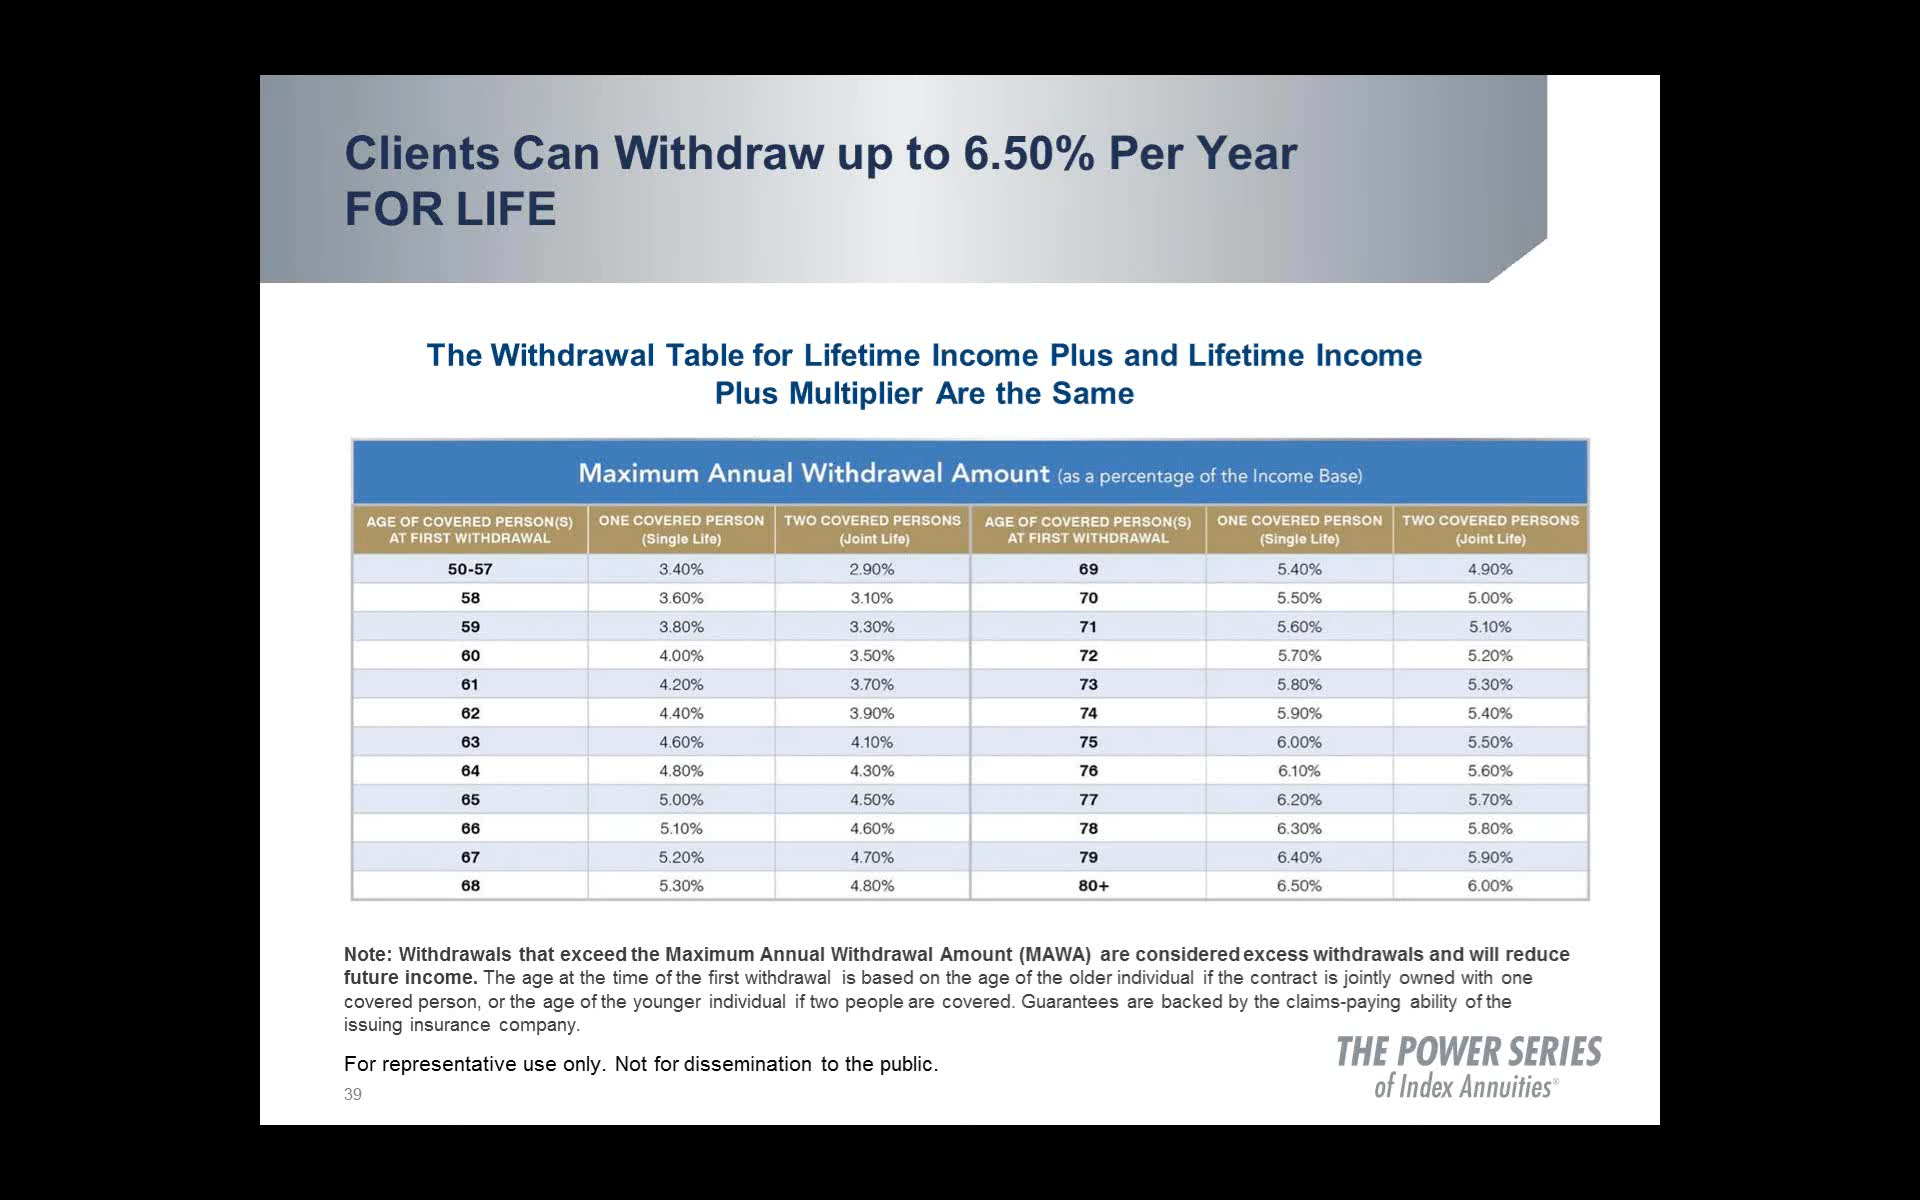 Clients Can Withdraw up to 6.50% Per Year
FOR LIFE
The Withdrawal Table for Lifetime Income Plus and Lifetime Income
Plus Multiplier Are the Same
Maximum Annual Withdrawal Amount (as a percentage of the Income Base)
AGE OF COVERED PERSON(S) AT FIRST WITHDRAWAL ONE COVERED PERSON (Single Life) TWO COVERED PERSONS (Joint Life) AGE OF COVERED PERSON(S) AT FIRST WITHDRAWAL ONE COVERED PERSON (Single Life) TWO COVERED PERSONS (Joint Life)
50-57 3.40% 2.90% 69 5.40% 4.90%
58 3.60% 3.10% 70 5.50% 5.00%
59 3.80% 3.30% 71 5.60% 5.10%
60 4.00% 3.50% 72 5.70% 5.20%
61 4.20% 3.70% 73 5.80% 5.30%
62 4.40% 3.90% 74 5.90% 5.40%
63 4.60% 4.10% 75 6.00% 5.50%
64 4.80% 4.30% 76 6.10% 5.60%
65 5.00% 4.50% 77 6.20% 5.70%
66 5.10% 4.60% 78 6.30% 5.80%
67 5.20% 4.70% 79 6.40% 5.90%
68 5.30% 4.80% 80+ 6.50% 6.00%
Note: Withdrawals that exceed the Maximum Annual Withdrawal Amount (MAWA) are considered excess withdrawals and will reduce
future income. The age at the time of the first withdrawal is based on the age of the older individual if the contract is jointly owned with one
covered person, or the age of the younger individual if two people are covered. Guarantees are backed by the claims-paying ability of the
issuing insurance company.
For representative use only. Not for dissemination to the public.
39
THE POWER SERIES
of Index Annuities®